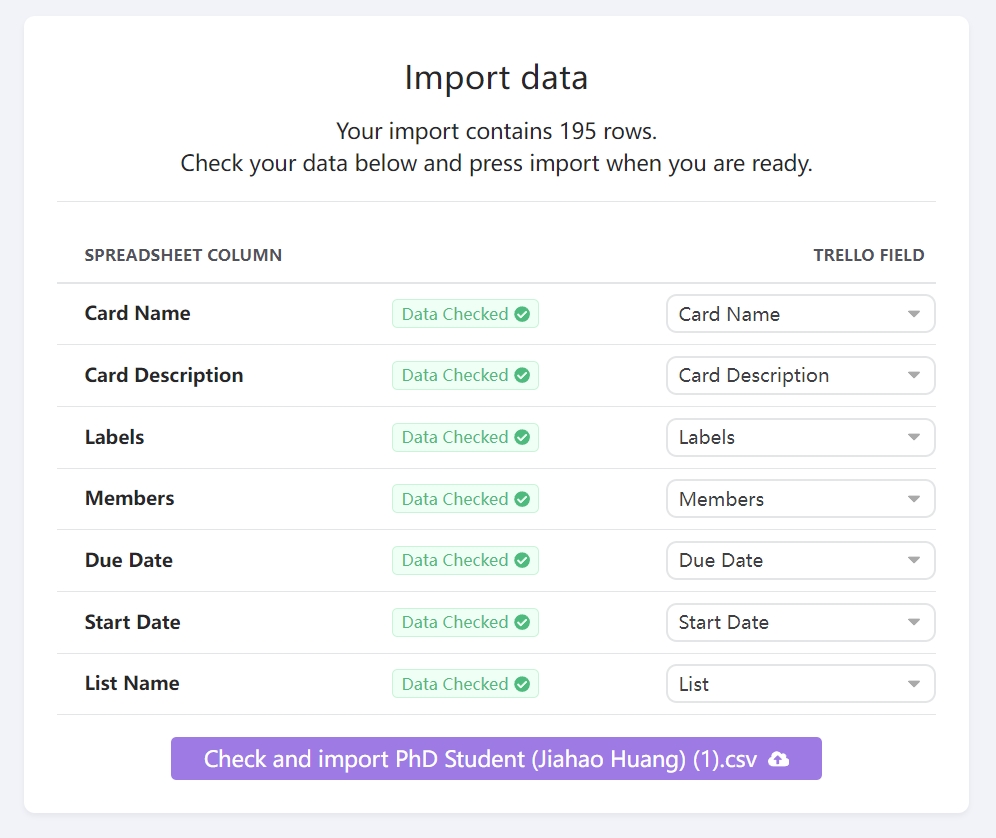 Import data
Your import contains 195 rows.
Check your data below and press import when you are ready.
SPREADSHEET COLUMN TRELLO FIELD
Card Name Data Checked Card Name
Card Description Data Checked Card Description
Labels Data Checked Labels
Members Data Checked Members
Due Date Data Checked Due Date
Start Date Data Checked Start Date
List Name Data Checked List
Check and import PhD Student (Jiahao Huang) (1).csv